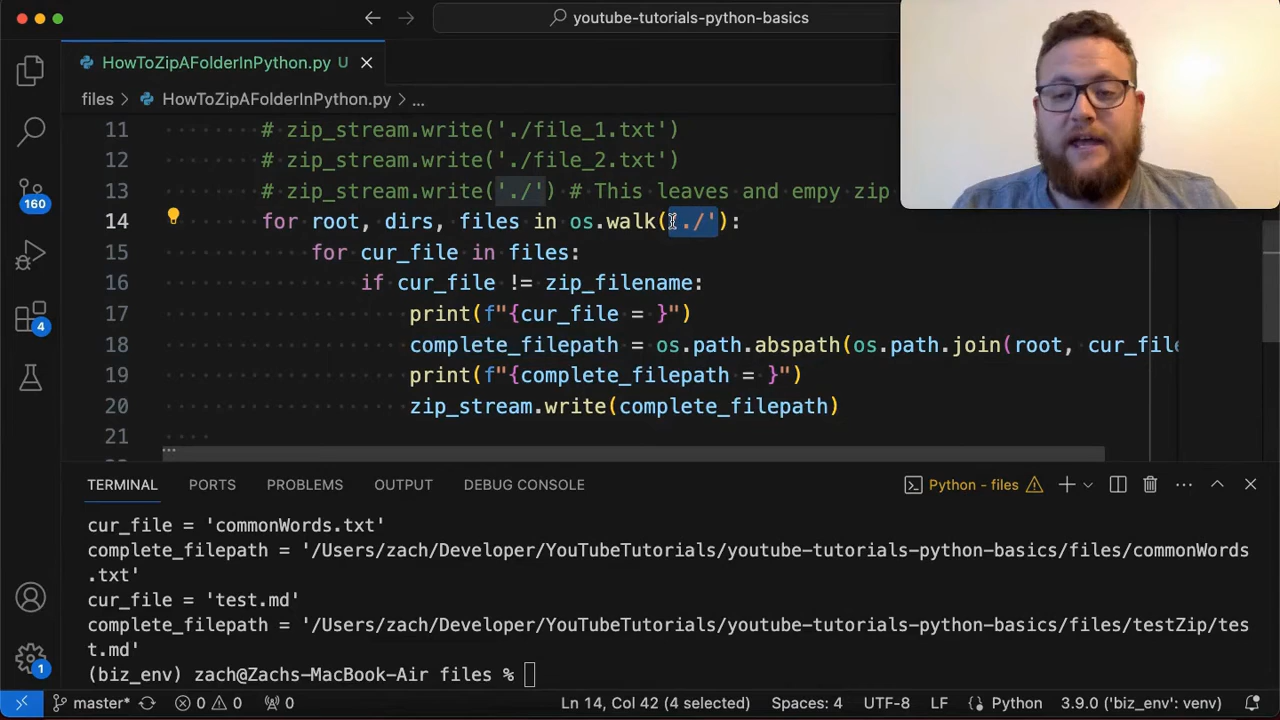 youtube-tutorials-python-basics
HowToZipAFolderInPython.py U
files > HowToZipAFolderInPython.py > ...
11 # zip_stream.write('./file_1.txt')
12 # zip_stream.write('./file_2.txt')
13 # zip_stream.write('./') # This leaves and empy zip
14 for root, dirs, files in os.walk('./'):
15 for cur_file in files:
16 if cur_file != zip_filename:
17 print(f"{cur_file = }")
18 complete_filepath = os.path.abspath(os.path.join(root, cur_file
19 print(f"{complete_filepath = }")
20 zip_stream.write(complete_filepath)
21
160
4
1
TERMINAL PORTS PROBLEMS OUTPUT DEBUG CONSOLE Python - files
cur_file = 'commonWords.txt'
complete_filepath = '/Users/zach/Developer/YouTubeTutorials/youtube-tutorials-python-basics/files/commonWords
.txt'
cur_file = 'test.md'
complete_filepath = '/Users/zach/Developer/YouTubeTutorials/youtube-tutorials-python-basics/files/testZip/tes
t.md'
(biz_env) zach@Zachs-MacBook-Air files %
master* 0 0 0 Ln 14, Col 42 (4 selected) Spaces: 4 UTF-8 LF Python 3.9.0 ('biz_env': venv)